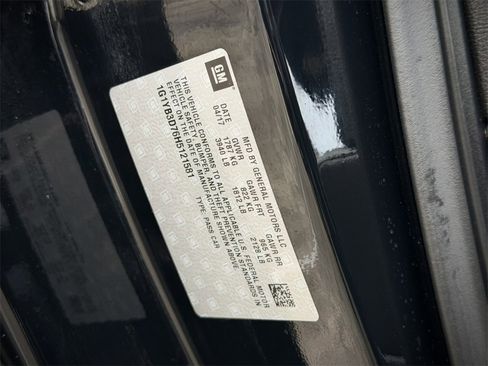 GM
MFD BY GENERAL MOTORS LLC
DATE GVWR GAWR FRT GAWR RR
04/17 1787 KG 822 KG 965 KG
3940 LB 1812 LB 2128 LB
THIS VEHICLE CONFORMS TO ALL APPLICABLE U.S. FEDERAL MOTOR
VEHICLE SAFETY, BUMPER, AND THEFT PREVENTION STANDARDS IN
EFFECT ON THE DATE OF MANUFACTURE SHOWN ABOVE.
1G1YB3D76H5121581 TYPE: PASS CAR